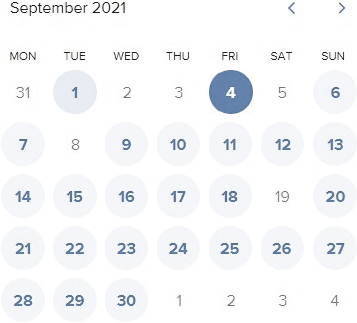 September 2021 < >
MON TUE WED THU FRI SAT SUN
31 1 2 3 4 5 6
7 8 9 10 11 12 13
14 15 16 17 18 19 20
21 22 23 24 25 26 27
28 29 30 1 2 3 4